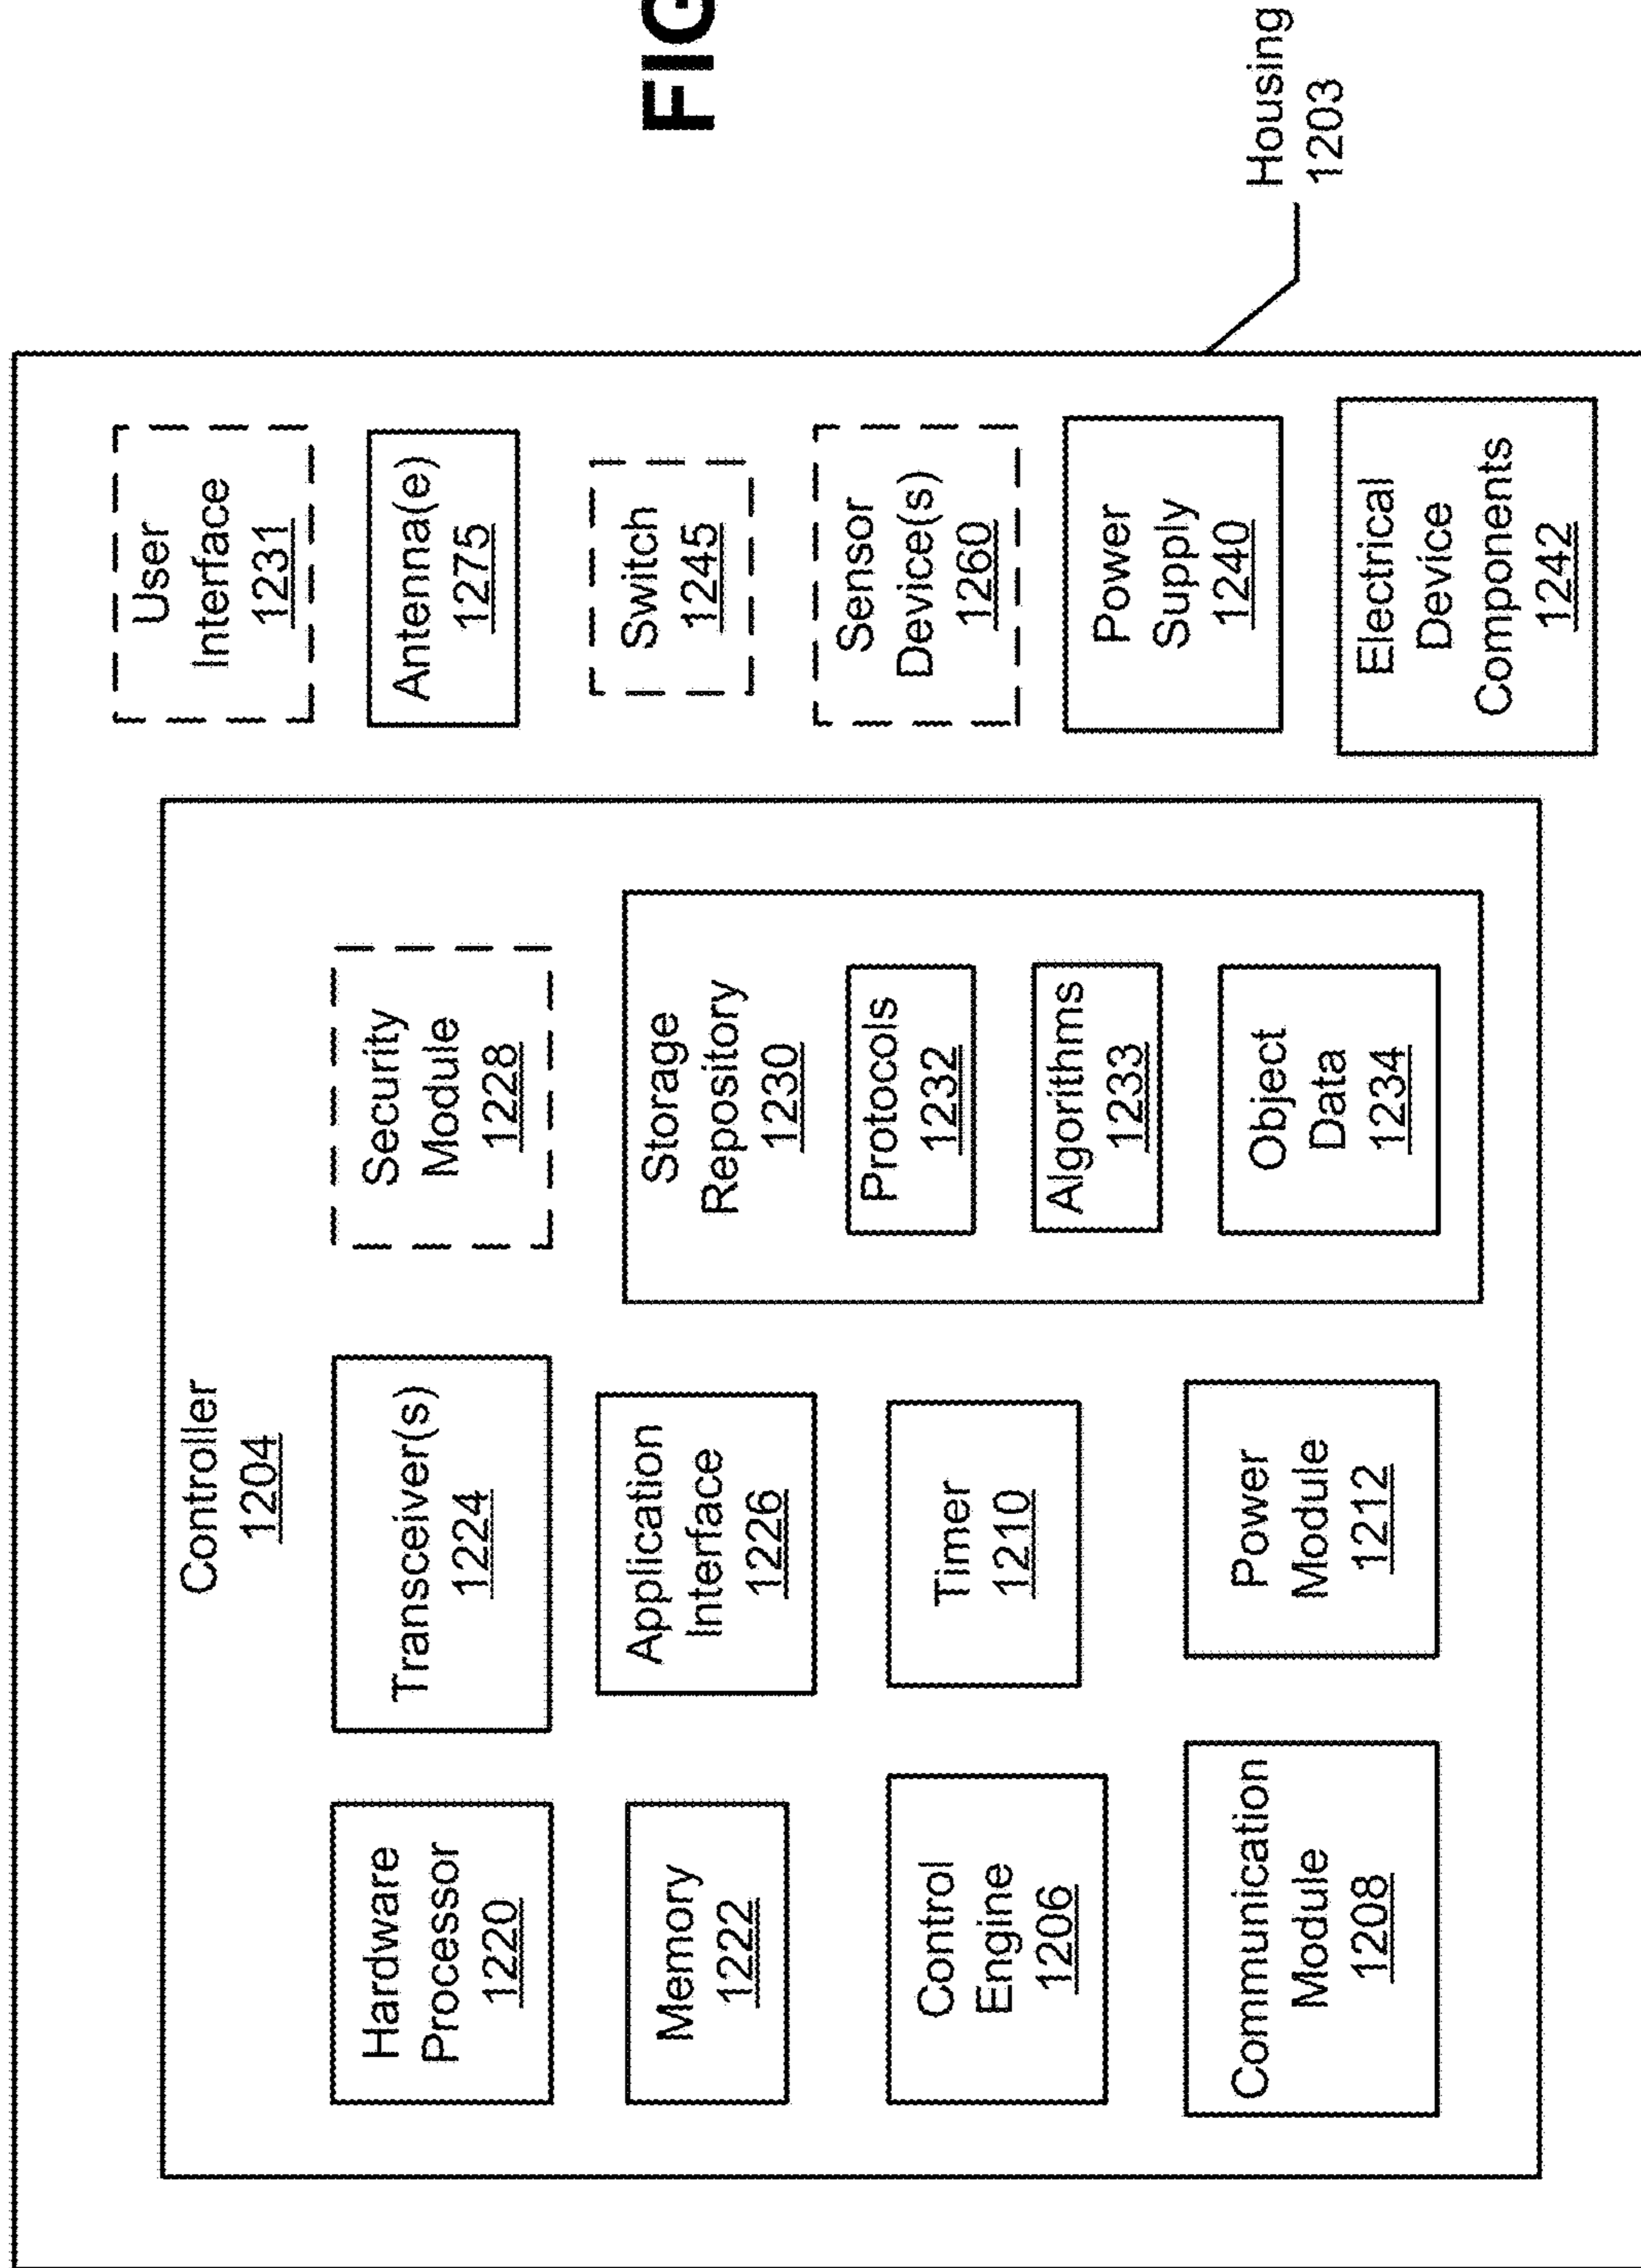 Controller
1204
Hardware
Processor
1220
Transceiver(s)
1224
Security
Module
1228
Memory
1222
Application
Interface
1226
Storage
Repository
1230
Protocols
1232
Algorithms
1233
Object
Data
1234
Control
Engine
1206
Timer
1210
Communication
Module
1208
Power
Module
1212
User
Interface
1231
Antenna(e)
1275
Switch
1245
Sensor
Device(s)
1260
Power
Supply
1240
Electrical
Device
Components
1242
FIG
Housing
1203